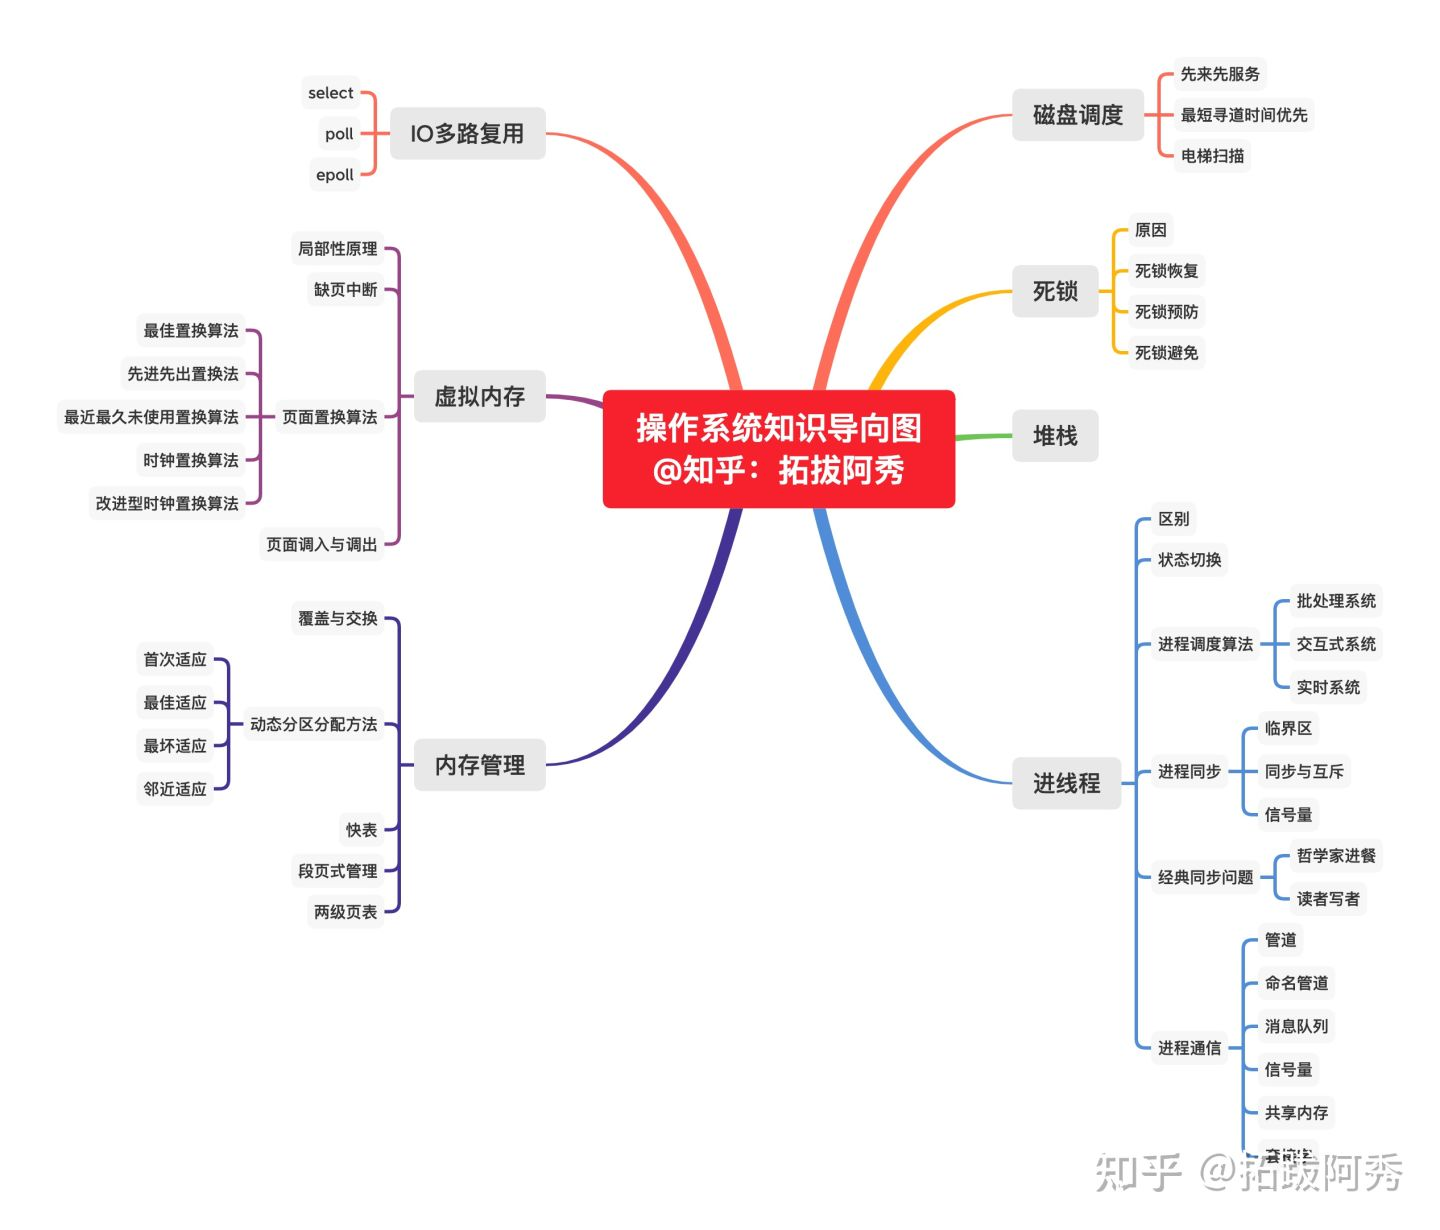 操作系统知识导向图
@知乎：拓拔阿秀
IO多路复用
select
poll
epoll
虚拟内存
局部性原理
缺页中断
页面置换算法
最佳置换算法
先进先出置换法
最近最久未使用置换算法
时钟置换算法
改进型时钟置换算法
页面调入与调出
内存管理
覆盖与交换
动态分区分配方法
首次适应
最佳适应
最坏适应
邻近适应
快表
段页式管理
两级页表
磁盘调度
先来先服务
最短寻道时间优先
电梯扫描
死锁
原因
死锁恢复
死锁预防
死锁避免
堆栈
进线程
区别
状态切换
进程调度算法
批处理系统
交互式系统
实时系统
进程同步
临界区
同步与互斥
信号量
经典同步问题
哲学家进餐
读者写者
进程通信
管道
命名管道
消息队列
信号量
共享内存
知乎 @拓跋阿秀